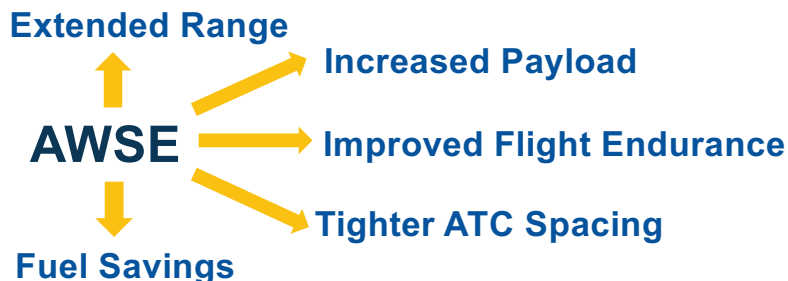 Extended Range
Increased Payload
AWSE
Improved Flight Endurance
Tighter ATC Spacing
Fuel Savings